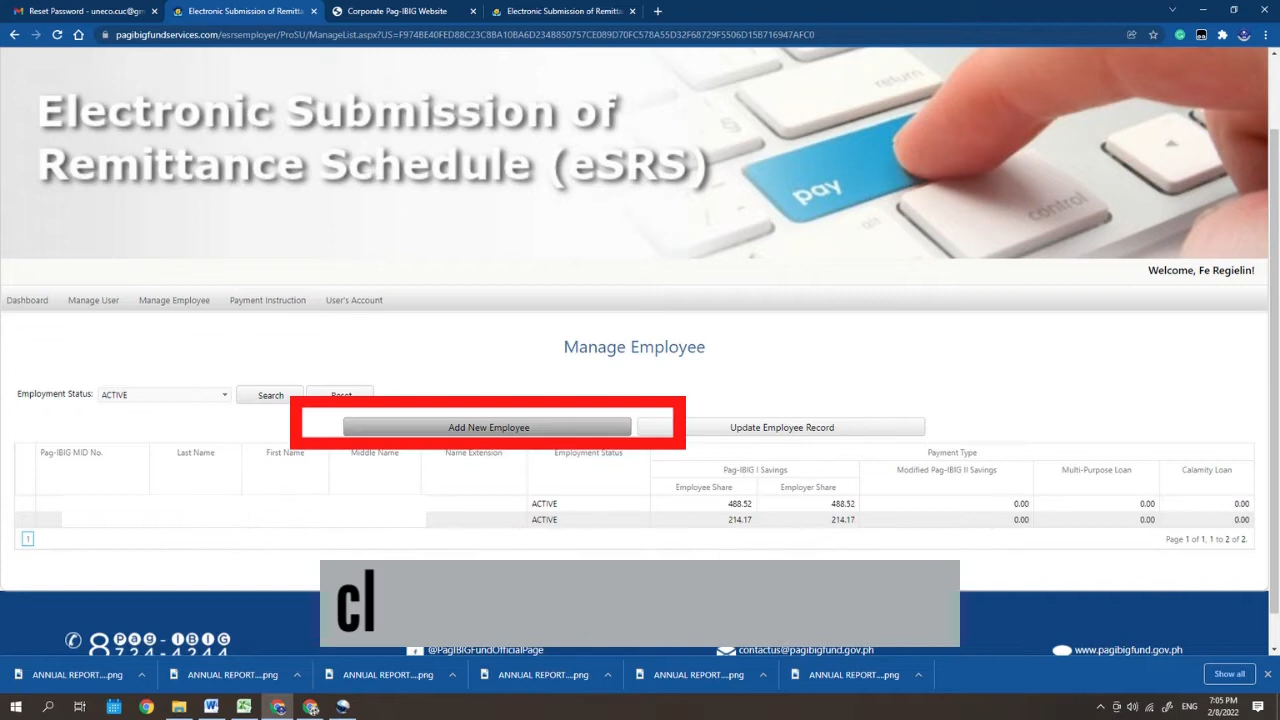 Reset Password - uneco.cuc@gm
Electronic Submission of Remitta
Corporate Pag-IBIG Website
Electronic Submission of Remitta
pagibigfundservices.com/esrsemployer/ProSU/ManageList.aspx?US=F974BE40FED88C23C8BA10BA6D234B850757CE089D70FC578A55D32F68729F5506D15B716947AFC0
return
Electronic Submission of
Remittance Schedule (eSRS)
pay
control
alt
Welcome, Fe Regielin!
Dashboard Manage User Manage Employee Payment Instruction User's Account
Manage Employee
Employment Status: ACTIVE Search Reset
Add New Employee Update Employee Record
Pag-IBIG MID No. Last Name First Name Middle Name Name Extension Employment Status Payment Type
Pag-IBIG I Savings Modified Pag-IBIG II Savings Multi-Purpose Loan Calamity Loan
Employee Share Employer Share
ACTIVE 488.52 488.52 0.00 0.00 0.00
ACTIVE 214.17 214.17 0.00 0.00 0.00
1 Page 1 of 1, 1 to 2 of 2.
cl
Pag-IBIG
8724-4244
@PagIBIGFundOfficialPage
contactus@pagibigfund.gov.ph
www.pagibigfund.gov.ph
ANNUAL REPORT....png ANNUAL REPORT....png ANNUAL REPORT....png ANNUAL REPORT....png ANNUAL REPORT....png ANNUAL REPORT....png Show all
7:05 PM
2/8/2022